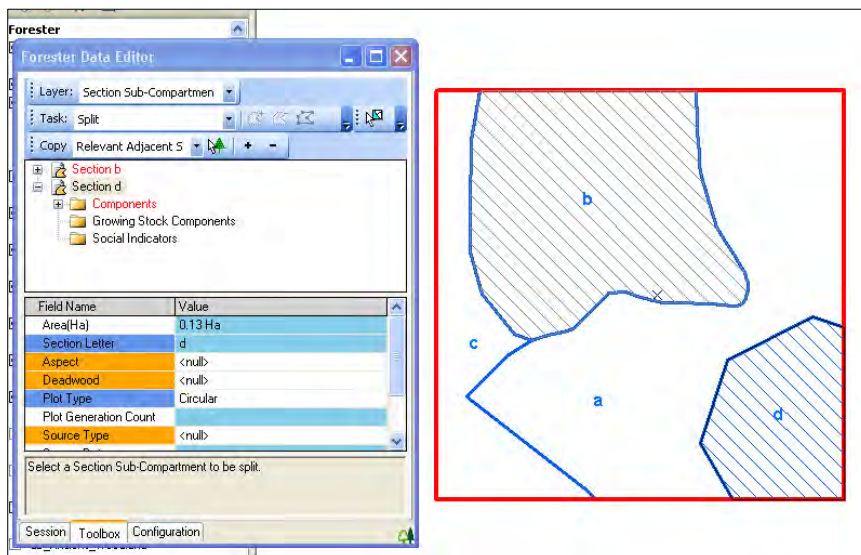 Forester
Forester Data Editor
Layer: Section Sub-Compartmen
Task: Split
Copy Relevant Adjacent S + -
Section b
Section d
Components
Growing Stock Components
Social Indicators
Field Name Value
Area(Ha) 0.13 Ha
Section Letter d
Aspect <null>
Deadwood <null>
Plot Type Circular
Plot Generation Count
Source Type <null>
Select a Section Sub-Compartment to be split.
Session Toolbox Configuration
b
c
a
d